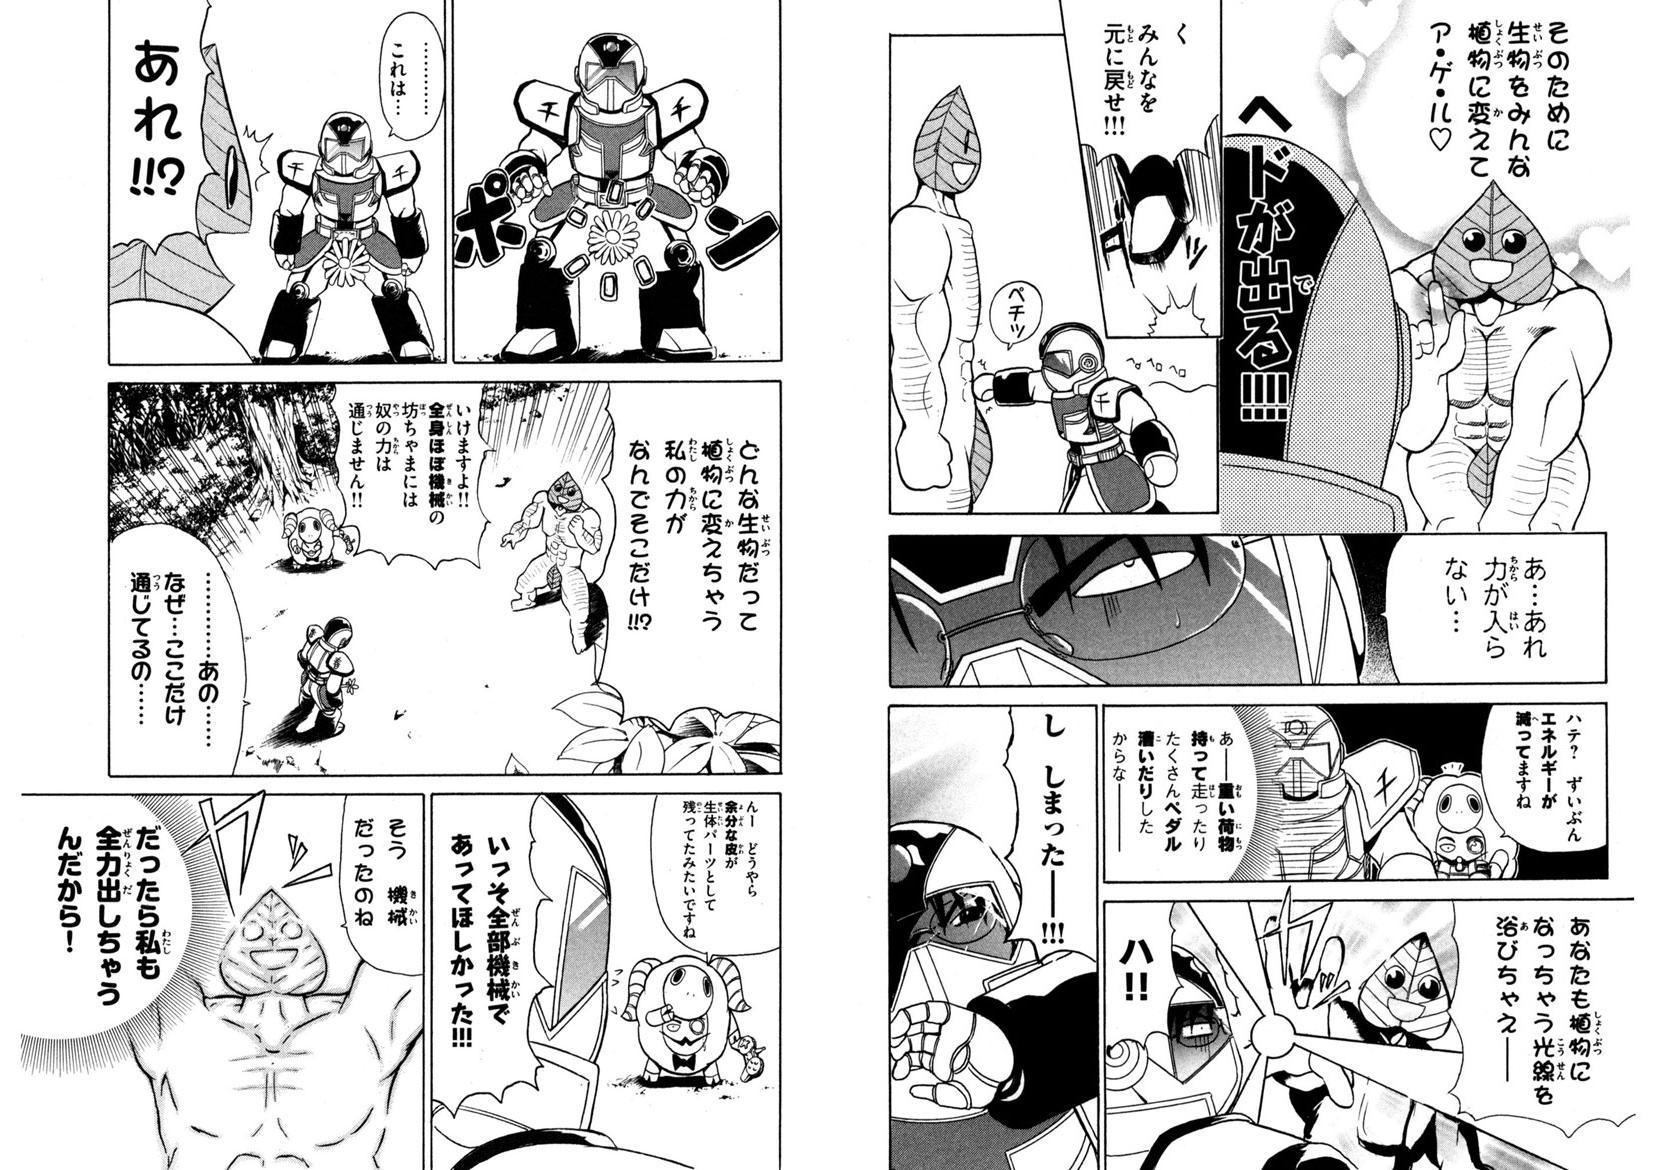 そのために
生物をみんな
植物に変えて
ア・ゲ・ル♡
ヘドが出る!!!!!
く
みんなを
元に戻せ!!!
ダッ
ペチッ
ヘロヘロ
あ…あれ
力が入ら
ない…
ハテ? ずいぶん
エネルギーが
減ってますね
あ――重い荷物
持って走ったり
たくさんペダル
漕いだりした
からな――
し しまった――!!!
あなたも植物に
なっちゃう光線を
浴びちゃえ――
ハ!!
千
ポン
…………
これは…
あれ!!?
どんな生物だって
植物に変えちゃう
私の力が
なんでそこだけ!!?
いけますよ!!
全身ほぼ機械の
坊ちゃまには
奴の力は
通じません!!
…………あの……
なぜ…ここだけ
通じてるの……
んー どうやら
余分な皮が
生体パーツとして
残ってたみたいですね
いっそ全部機械で
あってほしかった!!!
そう 機械
だったのね
だったら私も
全力出しちゃう
んだから!